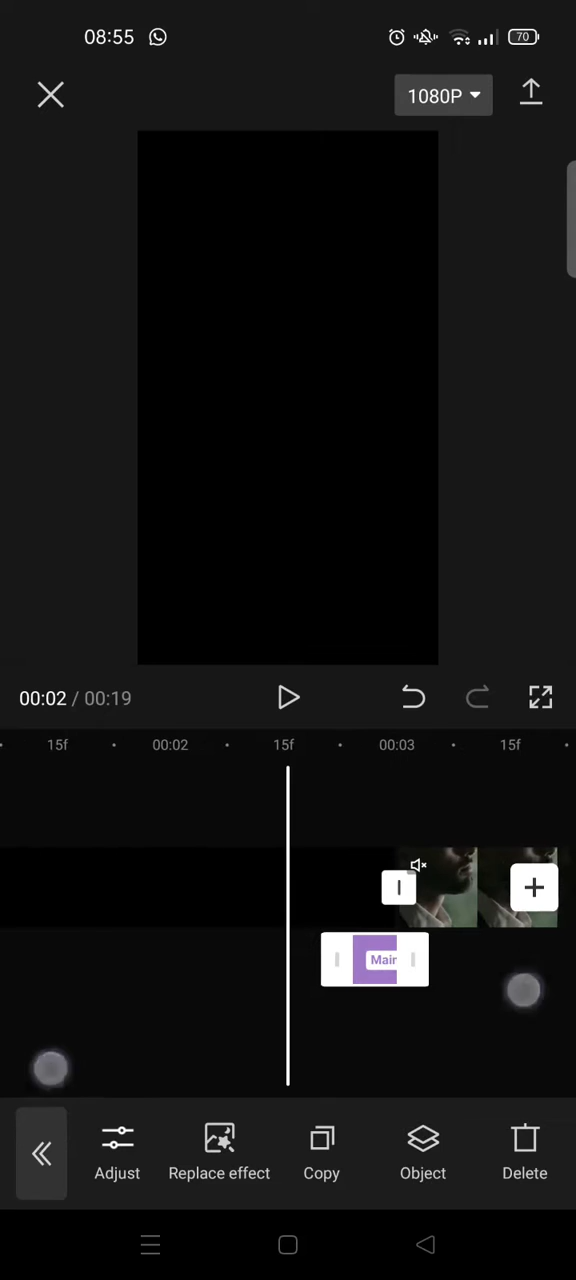 08:55
70
1080P
00:02 / 00:19
15f
00:02
15f
00:03
15f
Mair
Adjust
Replace effect
Copy
Object
Delete